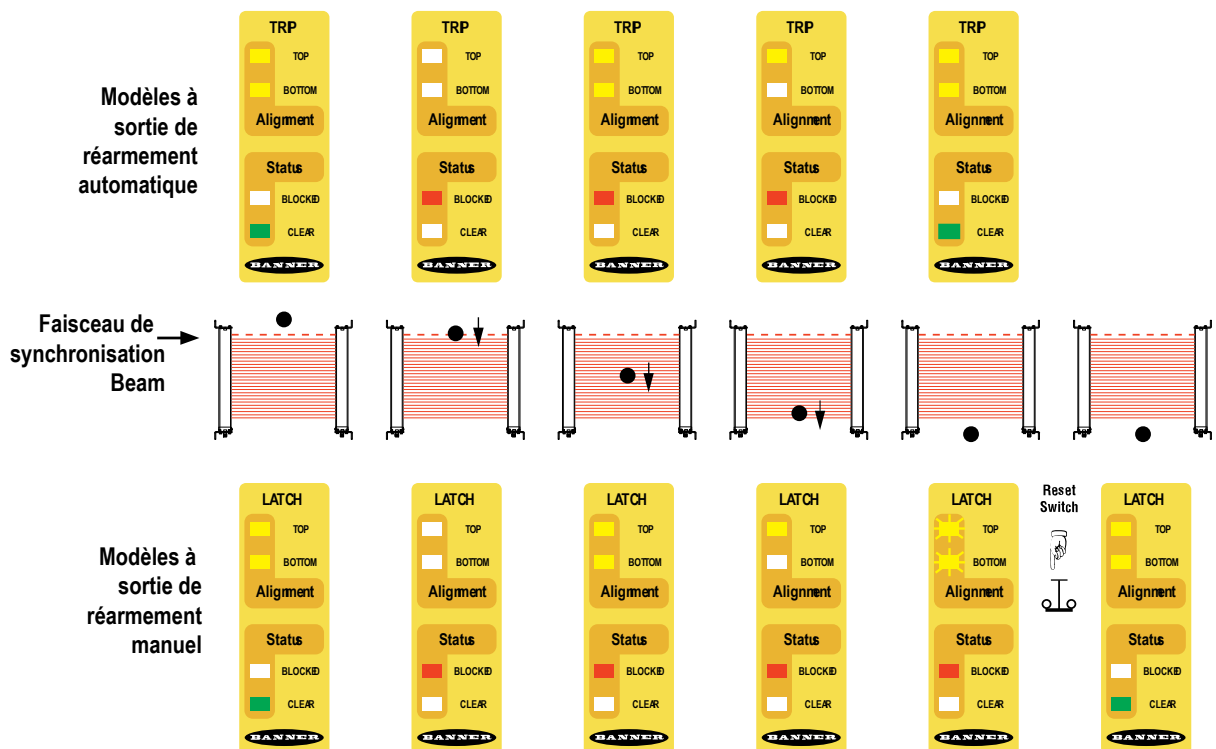 Modèles à
sortie de
réarmement
automatique
TRIP
TOP
BOTTOM
Alignment
Status
BLOCKED
CLEAR
BANNER
TRIP
TOP
BOTTOM
Alignment
Status
BLOCKED
CLEAR
BANNER
TRIP
TOP
BOTTOM
Alignment
Status
BLOCKED
CLEAR
BANNER
TRIP
TOP
BOTTOM
Alignment
Status
BLOCKED
CLEAR
BANNER
TRIP
TOP
BOTTOM
Alignment
Status
BLOCKED
CLEAR
BANNER
Faisceau de
synchronisation
Beam
Modèles à
sortie de
réarmement
manuel
LATCH
TOP
BOTTOM
Alignment
Status
BLOCKED
CLEAR
BANNER
LATCH
TOP
BOTTOM
Alignment
Status
BLOCKED
CLEAR
BANNER
LATCH
TOP
BOTTOM
Alignment
Status
BLOCKED
CLEAR
BANNER
LATCH
TOP
BOTTOM
Alignment
Status
BLOCKED
CLEAR
BANNER
LATCH
TOP
BOTTOM
Alignment
Status
BLOCKED
CLEAR
BANNER
Reset
Switch
LATCH
TOP
BOTTOM
Alignment
Status
BLOCKED
CLEAR
BANNER